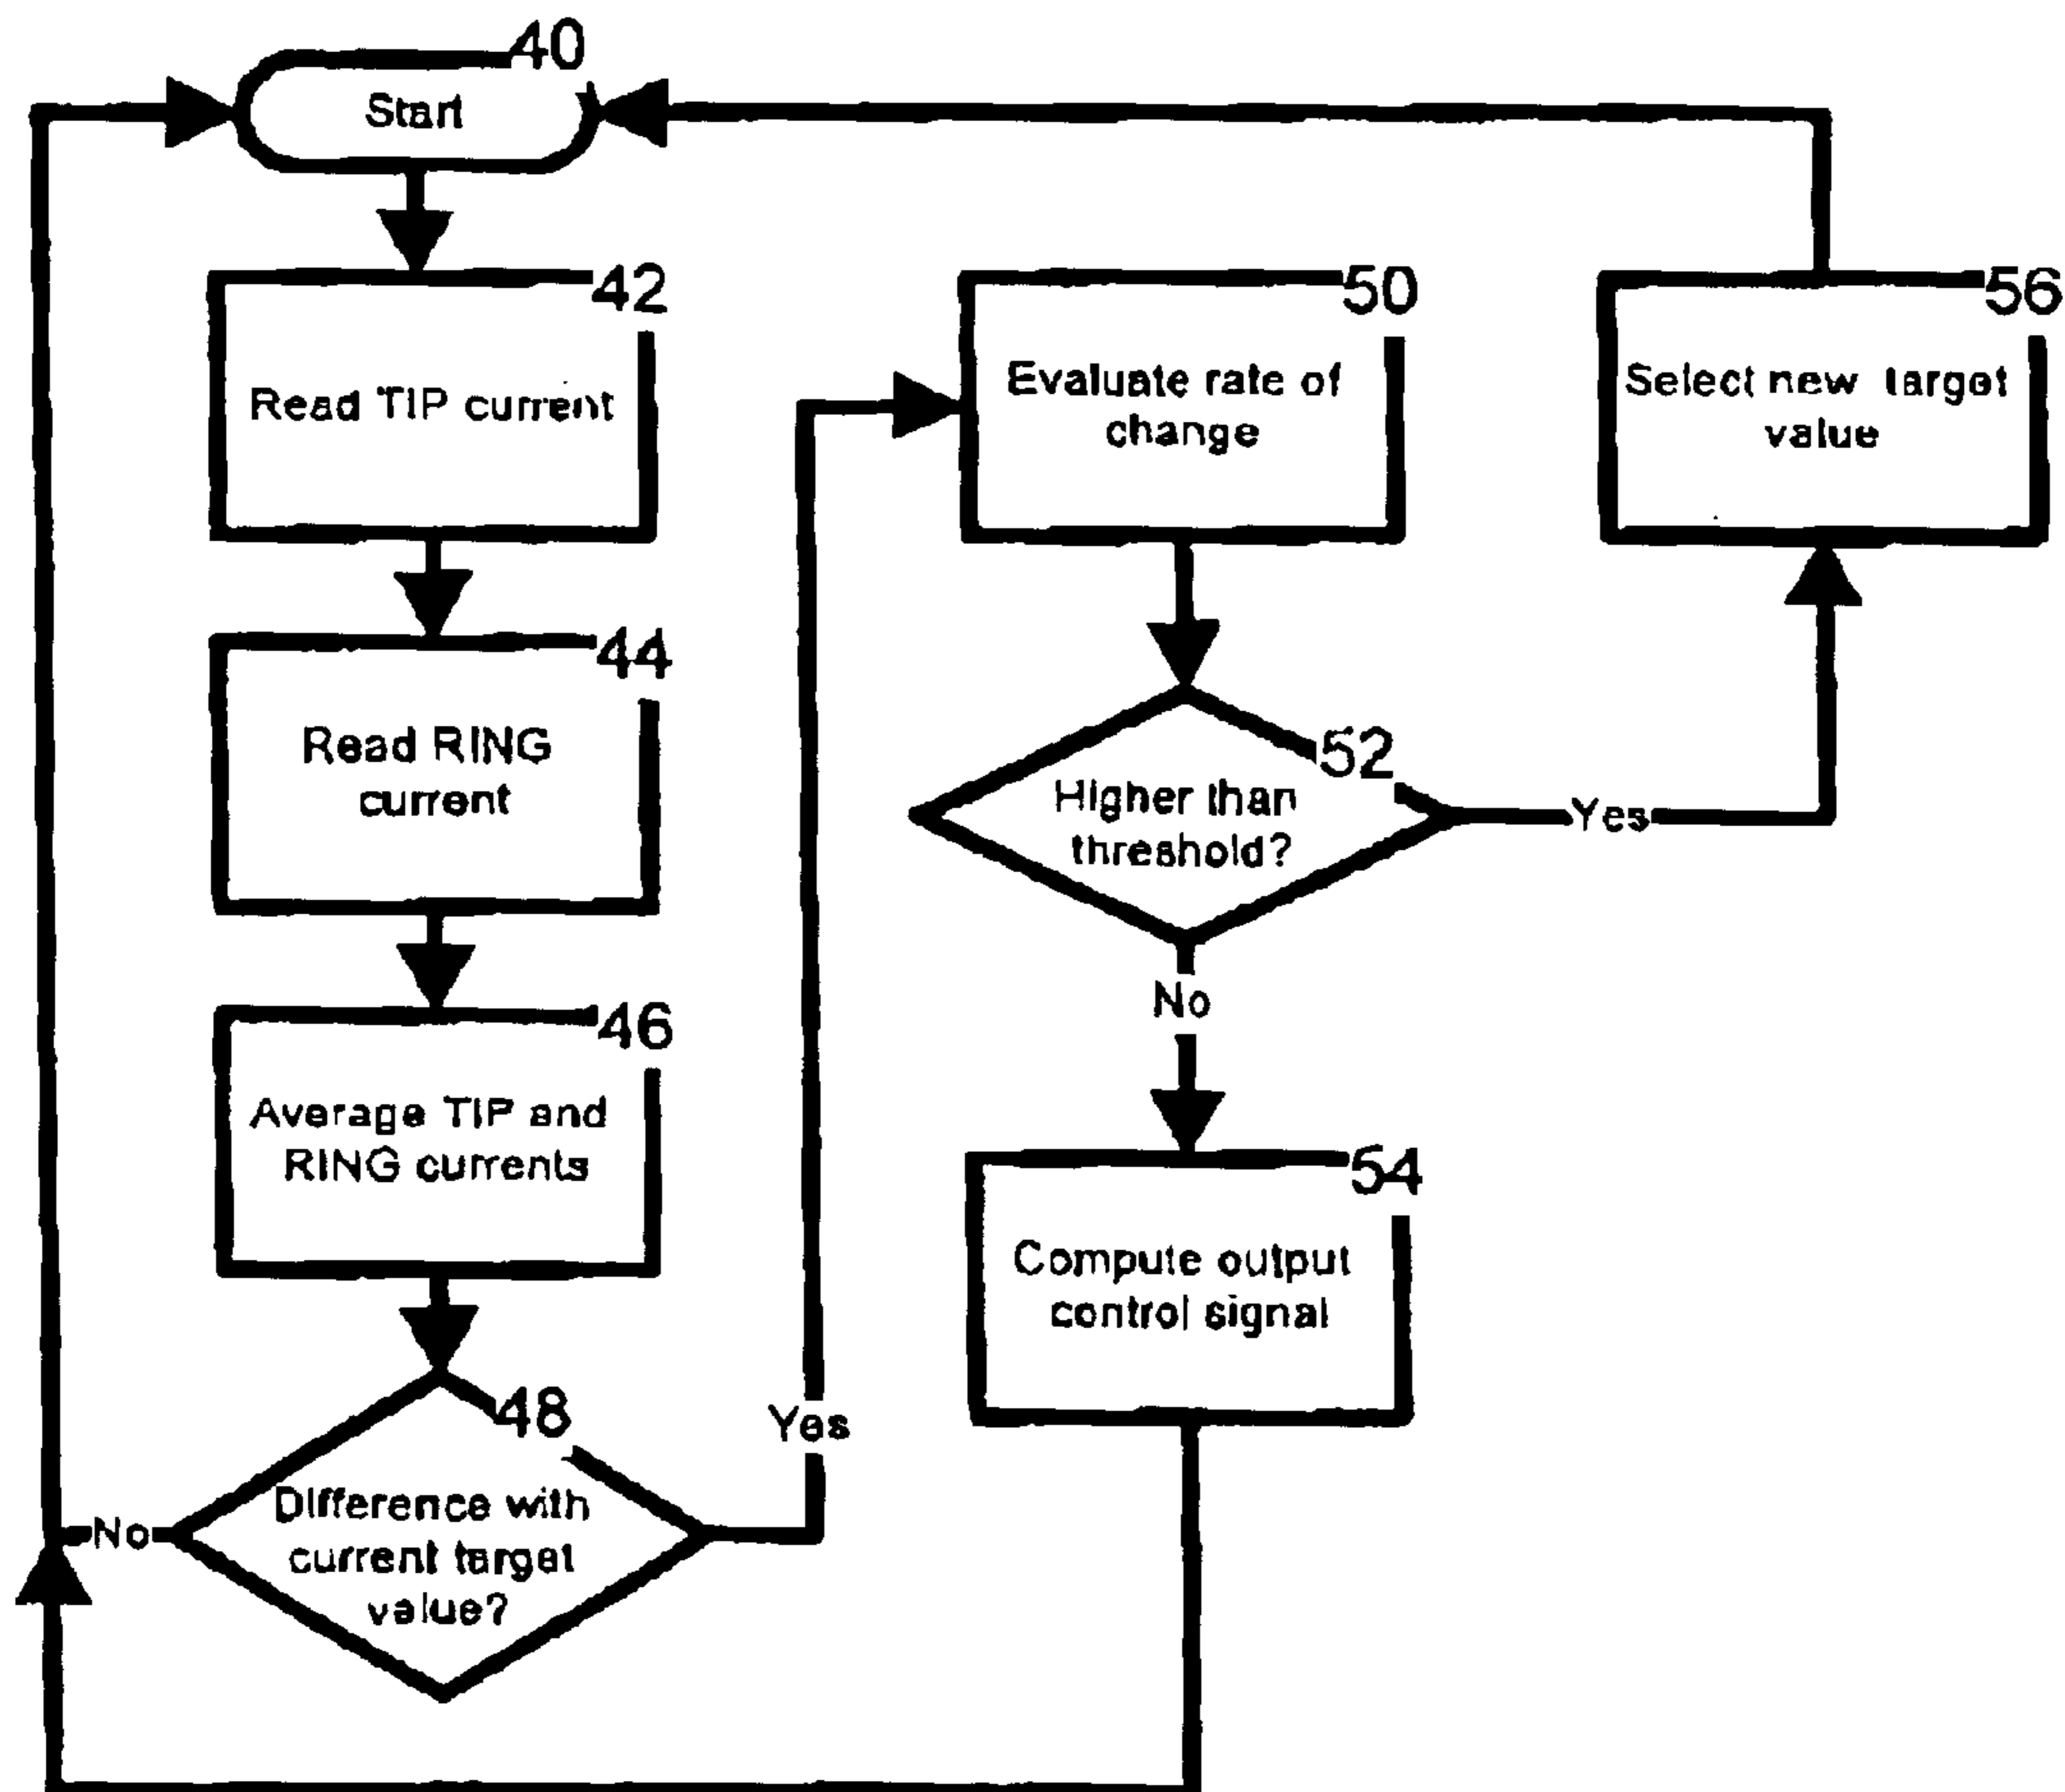 40
Start
42
Read TIP current
44
Read RING
current
46
Average TIP and
RING currents
48
Difference with
current target
value?
No
Yes
50
Evaluate rate of
change
52
Higher than
threshold?
Yes
No
54
Compute output
control signal
56
Select new target
value